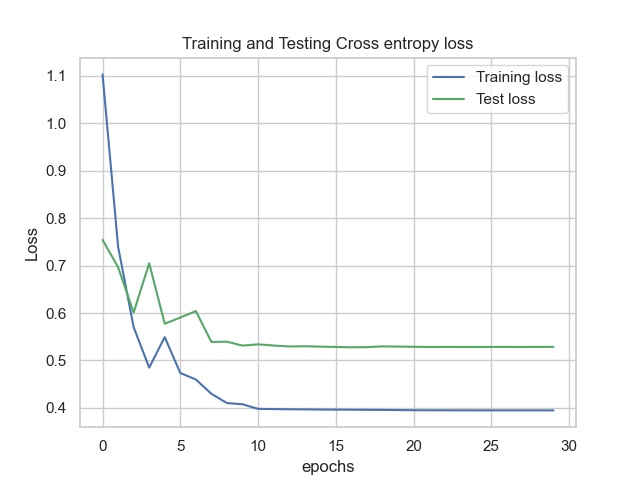 Training and Testing Cross entropy loss
Training loss
Test loss
1.1
1.0
0.9
0.8
0.7
0.6
0.5
0.4
Loss
0 5 10 15 20 25 30
epochs